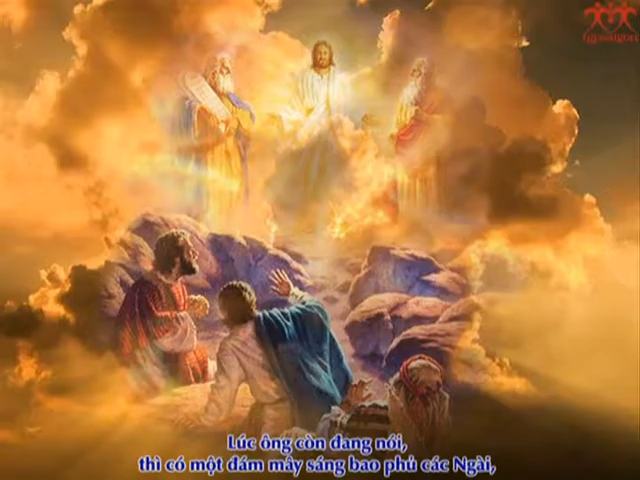 Lúc ông còn đang nói,
thì có một đám mây sáng bao phủ các Ngài,